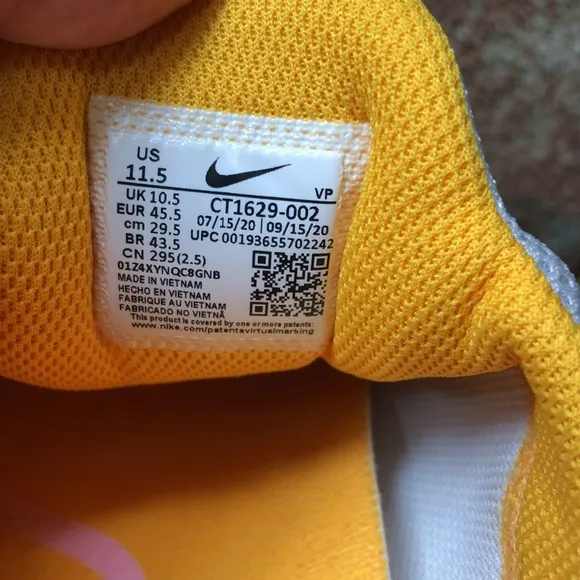 US
11.5
VP
UK 10.5
CT1629-002
EUR 45.5
07/15/20 09/15/20
cm 29.5
UPC 00193655702242
BR 43.5
CN 295(2.5)
01Z4XYNQC8GNB
MADE IN VIETNAM
HECHO EN VIETNAM
FABRIQUE AU VIETNAM
FABRICADO NO VIETNÃ
This product is covered by one or more patents:
www.nike.com/patentsvirtualmarking